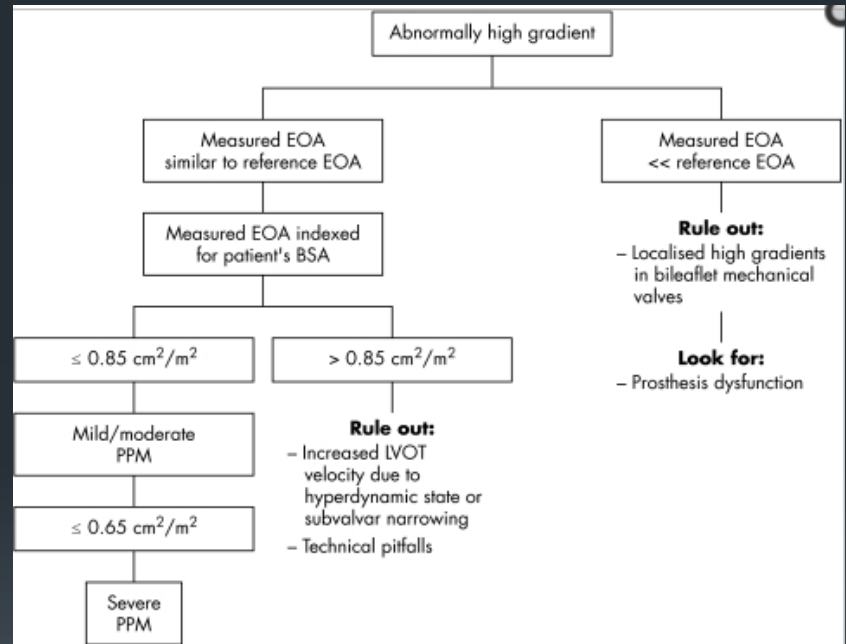 Abnormally high gradient
Measured EOA
similar to reference EOA
Measured EOA
<< reference EOA
Measured EOA indexed
for patient's BSA
Rule out:
– Localised high gradients
in bileaflet mechanical
valves
≤ 0.85 cm²/m²
> 0.85 cm²/m²
Look for:
– Prosthesis dysfunction
Mild/moderate
PPM
Rule out:
– Increased LVOT
velocity due to
hyperdynamic state or
subvalvar narrowing
– Technical pitfalls
≤ 0.65 cm²/m²
Severe
PPM